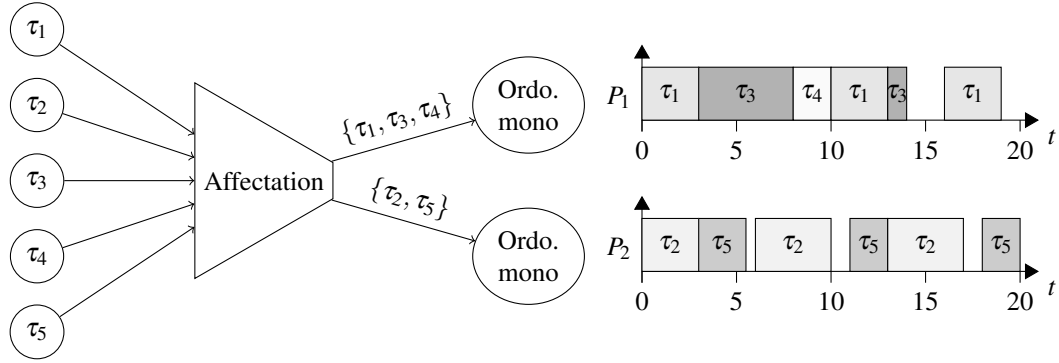 τ1
τ2
τ3
τ4
τ5
Affectation
{τ1, τ3, τ4}
{τ2, τ5}
Ordo.
mono
Ordo.
mono
P1
τ1 τ3 τ4 τ1 τ3 τ1
0 5 10 15 20 t
P2
τ2 τ5 τ2 τ5 τ2 τ5
0 5 10 15 20 t